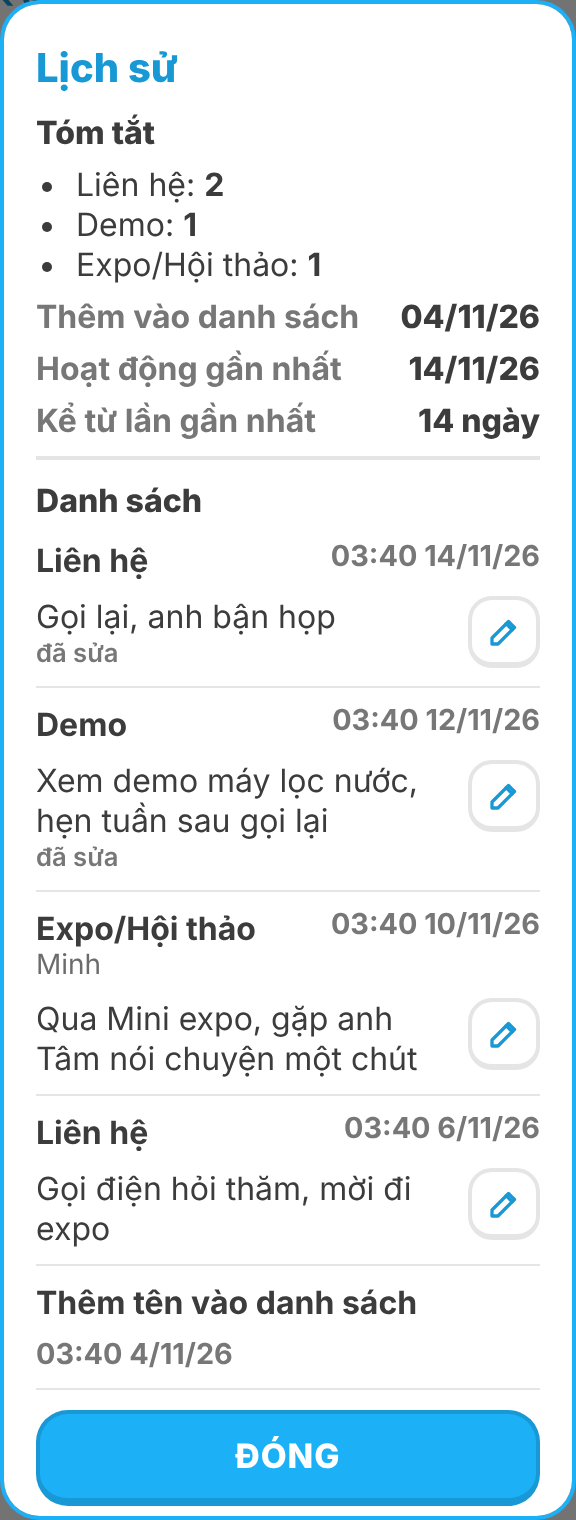 Lịch sử
Tóm tắt
• Liên hệ: 2
• Demo: 1
• Expo/Hội thảo: 1
Thêm vào danh sách 04/11/26
Hoạt động gần nhất 14/11/26
Kể từ lần gần nhất 14 ngày
Danh sách
Liên hệ 03:40 14/11/26
Gọi lại, anh bận họp
đã sửa
Demo 03:40 12/11/26
Xem demo máy lọc nước,
hẹn tuần sau gọi lại
đã sửa
Expo/Hội thảo 03:40 10/11/26
Minh
Qua Mini expo, gặp anh
Tâm nói chuyện một chút
Liên hệ 03:40 6/11/26
Gọi điện hỏi thăm, mời đi
expo
Thêm tên vào danh sách
03:40 4/11/26
ĐÓNG